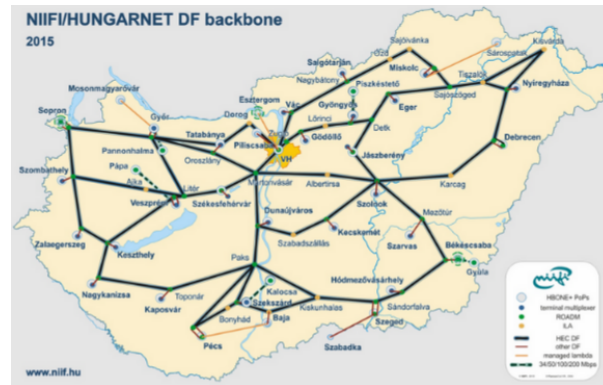 NIIFI/HUNGARNET DF backbone
2015
Sajóivánka
Ózd
Kisvárda
Sárospatak
Salgótarján
Miskolc
Nagybátony
Tiszalök
Mosonmagyaróvár
Esztergom
Piszkéstető
Sajószöged
Nyíregyháza
Vác
Gyöngyös
Eger
Sopron
Győr
Dorog
Zugló
Lőrinci
Tatabánya
Piliscsaba
Gödöllő
Detk
Debrecen
Pannonhalma
Oroszlány
VH
Jászberény
Pápa
Szombathely
Ajka
Litér
Martonvásár
Albertirsa
Karcag
Veszprém
Székesfehérvár
Szolnok
Dunaújváros
Mezőtúr
Zalaegerszeg
Kecskemét
Keszthely
Szabadszállás
Szarvas
Békéscsaba
Paks
Gyula
Nagykanizsa
Toponár
Kalocsa
Hódmezővásárhely
Kaposvár
Szekszárd
Bonyhád
Kiskunhalas
Sándorfalva
Baja
Szeged
Pécs
Szabadka
niifi
HBONE+ PoPs
terminal multiplexer
ROADM
ILA
HEC DF
other DF
managed lambda
34/50/100/200 Mbps
www.niif.hu